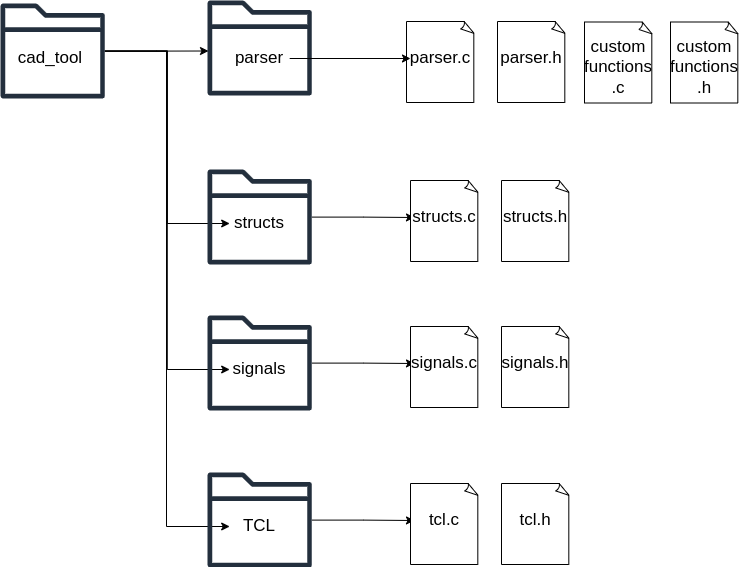 cad_tool
parser
parser.c
parser.h
custom
functions
.c
custom
functions
.h
structs
structs.c
structs.h
signals
signals.c
signals.h
TCL
tcl.c
tcl.h